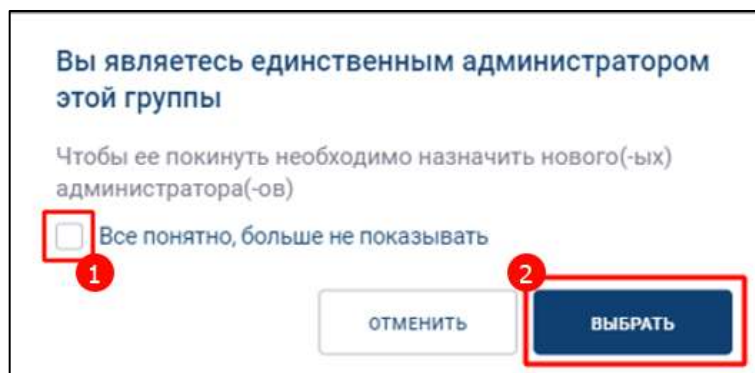 Вы являетесь единственным администратором
этой группы
Чтобы ее покинуть необходимо назначить нового(-ых)
администратора(-ов)
Все понятно, больше не показывать
1
2
ОТМЕНИТЬ
ВЫБРАТЬ